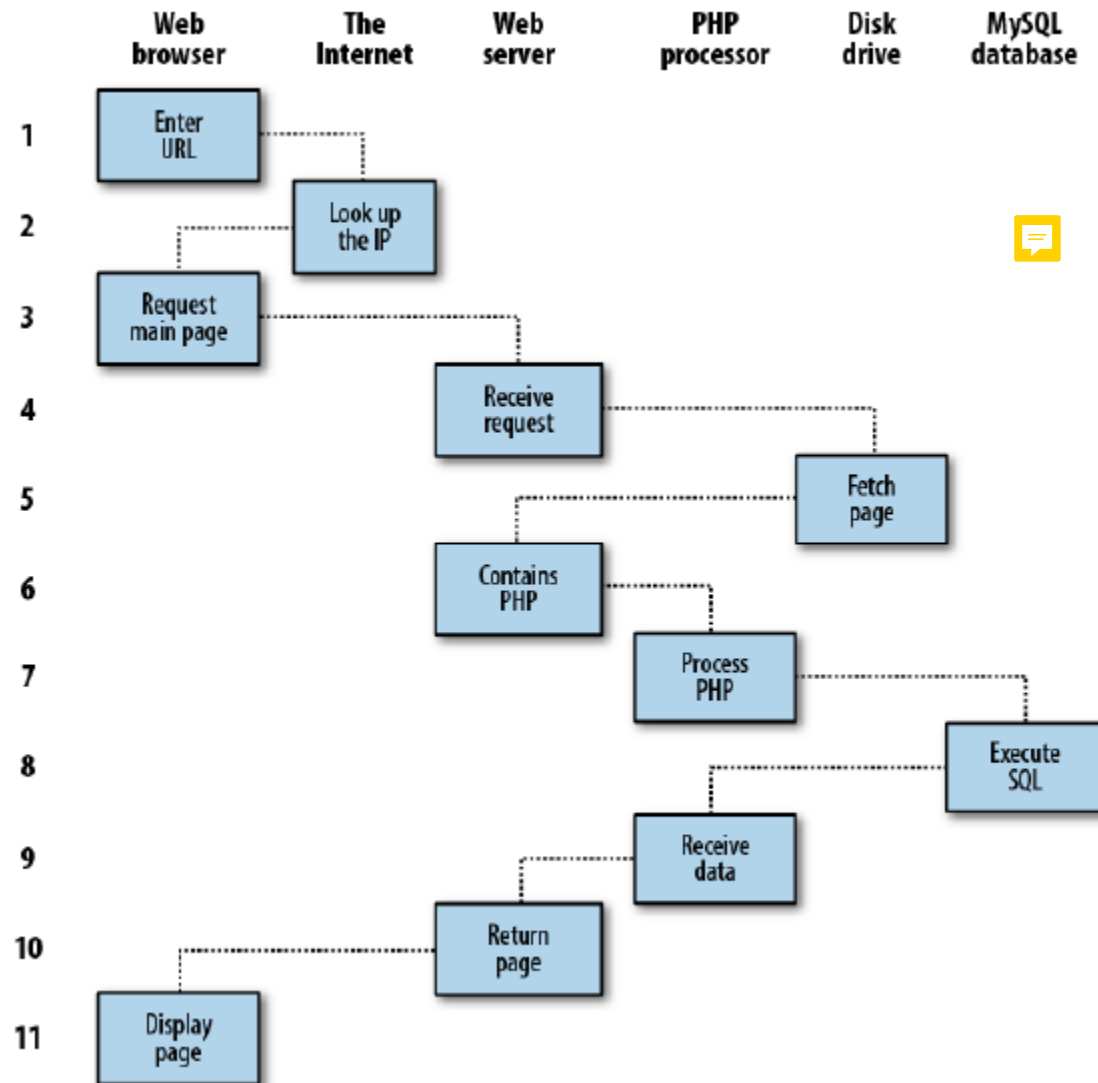 Web
browser
The
Internet
Web
server
PHP
processor
Disk
drive
MySQL
database
1
Enter
URL
2
Look up
the IP
3
Request
main page
4
Receive
request
5
Fetch
page
6
Contains
PHP
7
Process
PHP
8
Execute
SQL
9
Receive
data
10
Return
page
11
Display
page